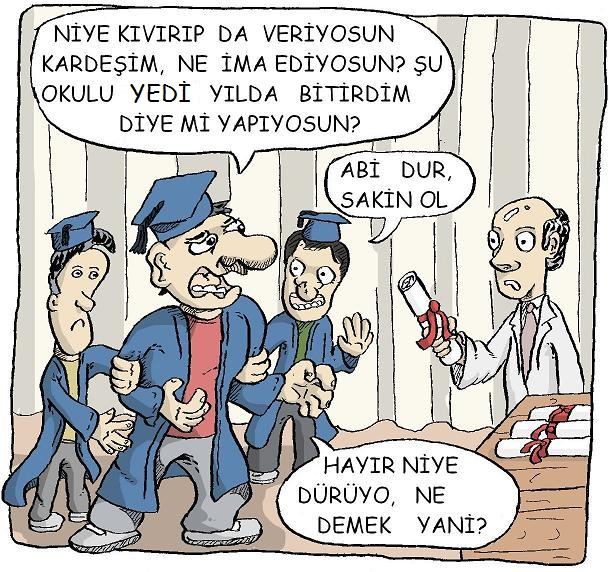 NİYE KIVIRIP DA VERİYOSUN
KARDEŞİM, NE İMA EDİYOSUN? ŞU
OKULU YEDİ YILDA BİTİRDİM
DİYE Mİ YAPIYOSUN?
ABİ DUR,
SAKİN OL
HAYIR NİYE
DÜRÜYO, NE
DEMEK YANİ?